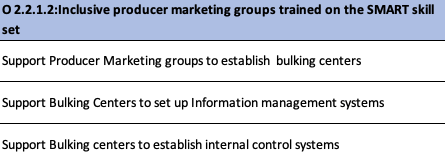 O 2.2.1.2:Inclusive producer marketing groups trained on the SMART skill
set
Support Producer Marketing groups to establish bulking centers
Support Bulking Centers to set up Information management systems
Support Bulking centers to establish internal control systems